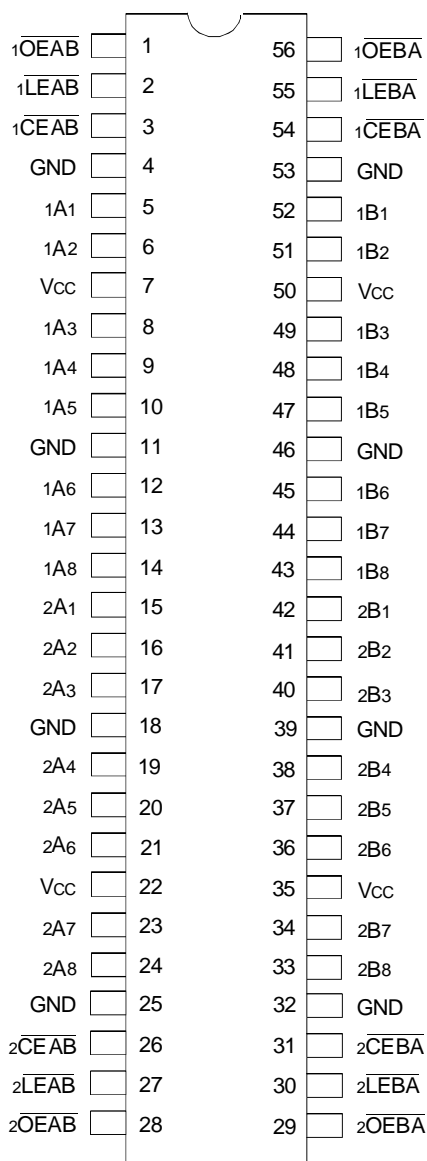 1OEAB 1 56 1OEBA
1LEAB 2 55 1LEBA
1CEAB 3 54 1CEBA
GND 4 53 GND
1A1 5 52 1B1
1A2 6 51 1B2
VCC 7 50 VCC
1A3 8 49 1B3
1A4 9 48 1B4
1A5 10 47 1B5
GND 11 46 GND
1A6 12 45 1B6
1A7 13 44 1B7
1A8 14 43 1B8
2A1 15 42 2B1
2A2 16 41 2B2
2A3 17 40 2B3
GND 18 39 GND
2A4 19 38 2B4
2A5 20 37 2B5
2A6 21 36 2B6
VCC 22 35 VCC
2A7 23 34 2B7
2A8 24 33 2B8
GND 25 32 GND
2CEAB 26 31 2CEBA
2LEAB 27 30 2LEBA
2OEAB 28 29 2OEBA